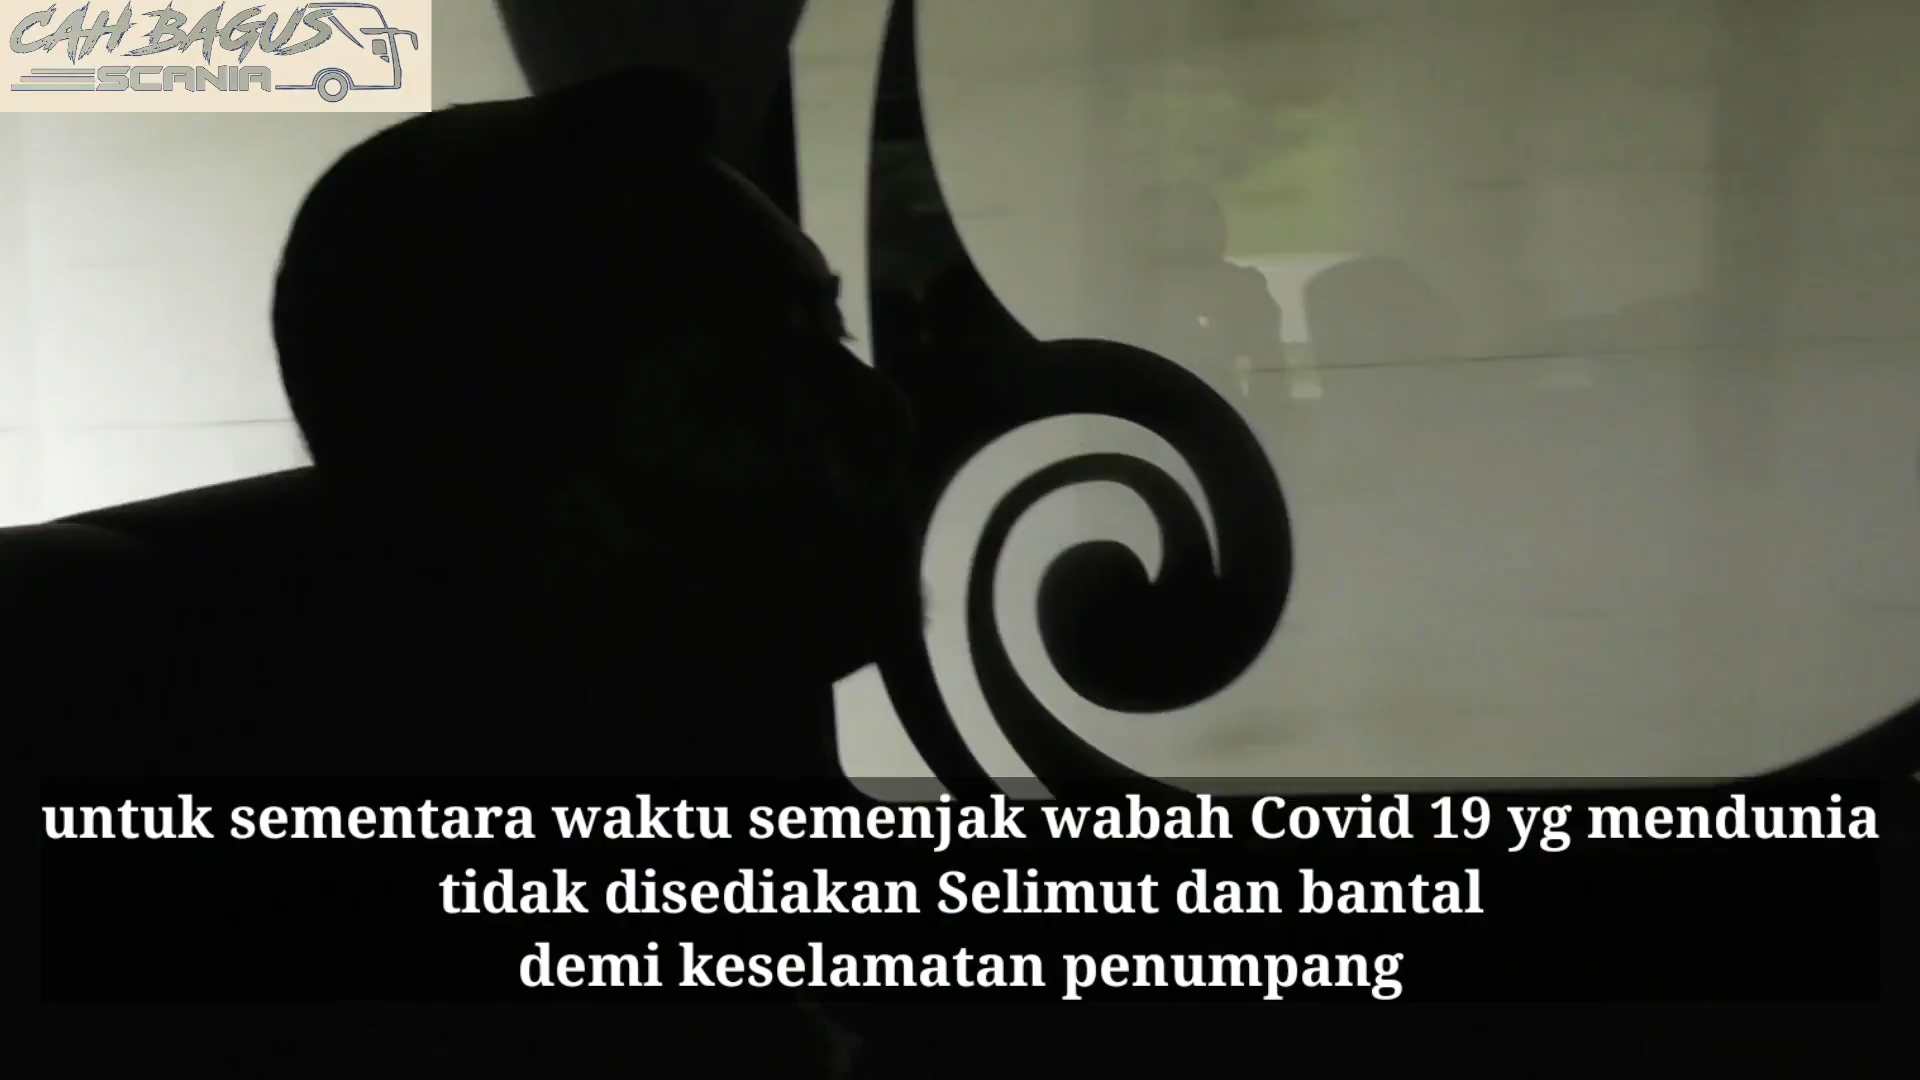 CAH BAGUS
SCANIA
untuk sementara waktu semenjak wabah Covid 19 yg mendunia
tidak disediakan Selimut dan bantal
demi keselamatan penumpang